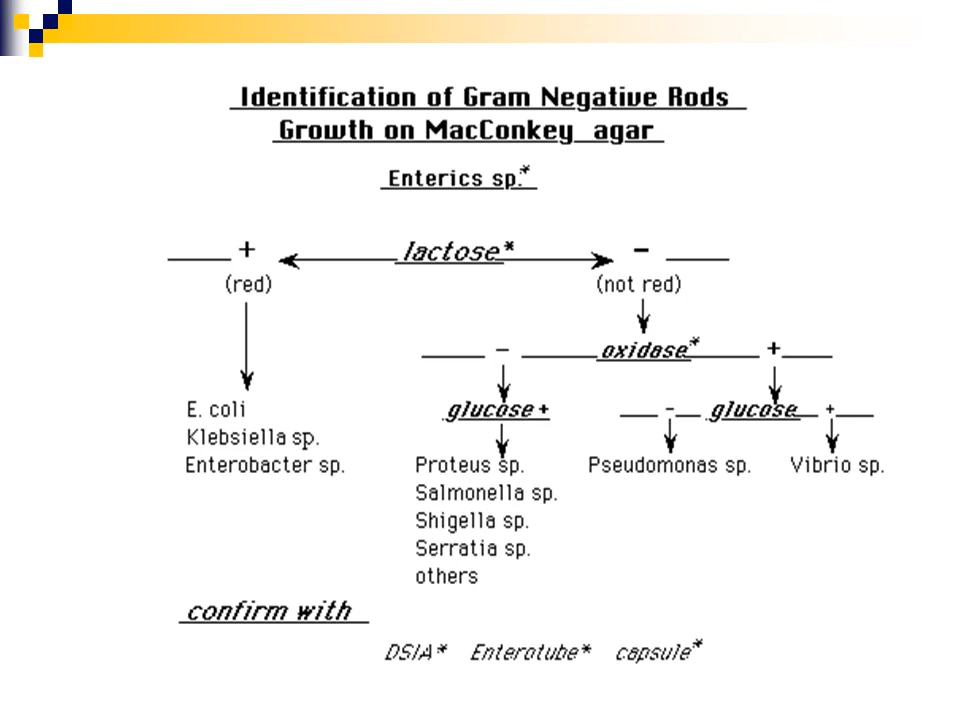 Identification of Gram Negative Rods
Growth on MacConkey agar
Enterics sp.*
+ lactose* -
(red) (not red)
- oxidase* +
E. coli glucose + - glucose +
Klebsiella sp.
Enterobacter sp. Proteus sp. Pseudomonas sp. Vibrio sp.
Salmonella sp.
Shigella sp.
Serratia sp.
others
confirm with
DSIA* Enterotube* capsule*